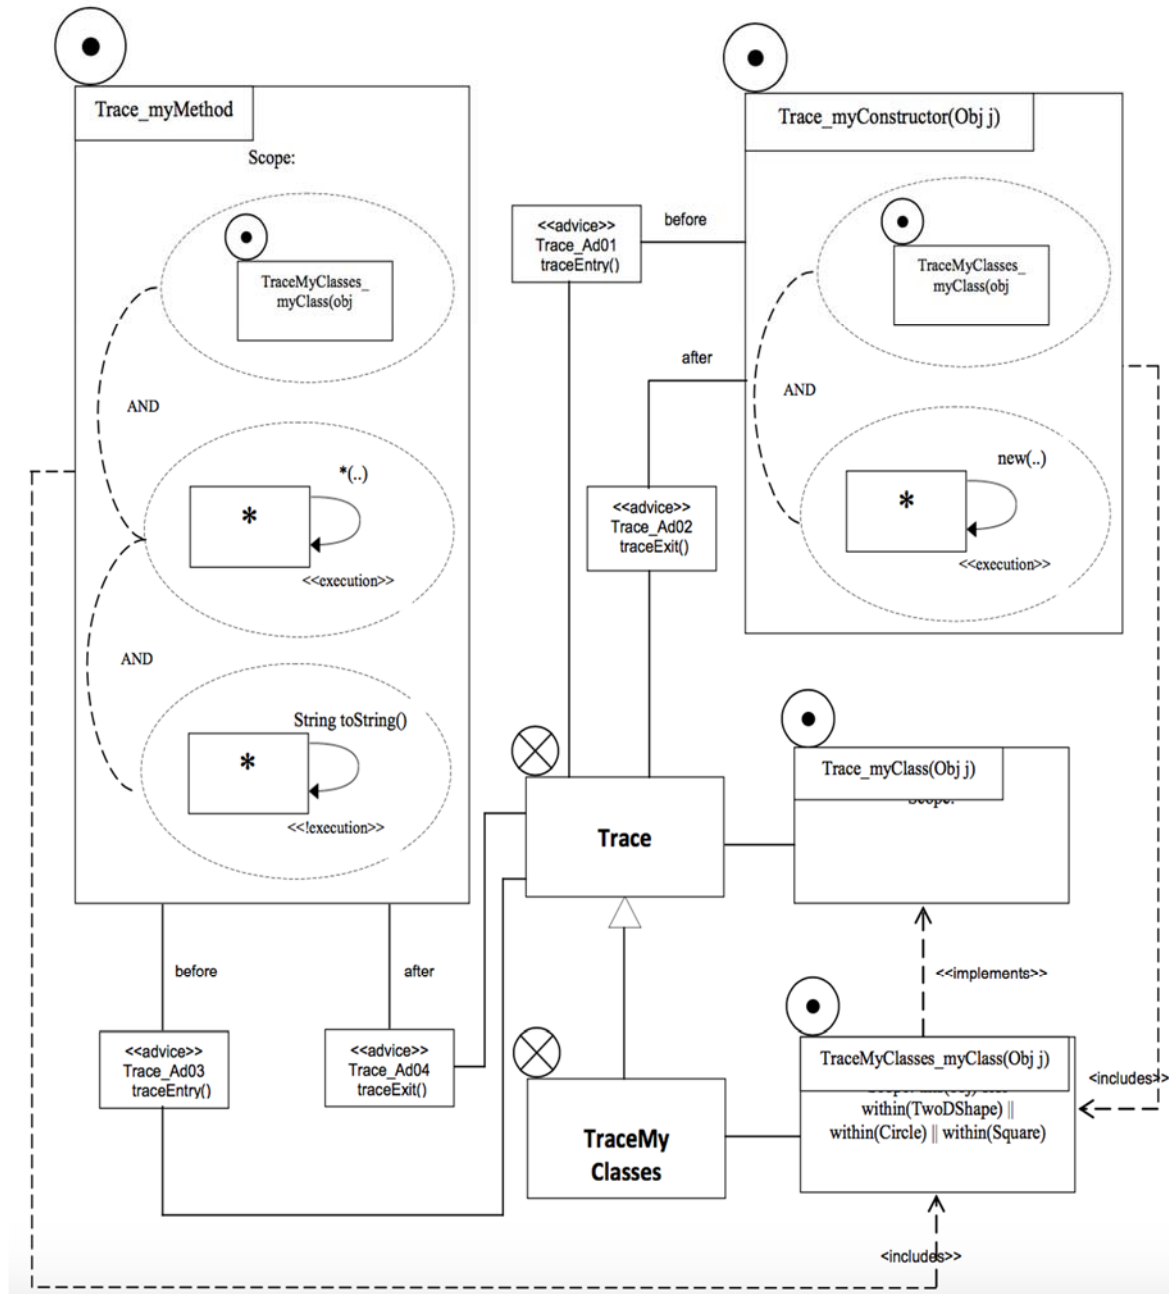 Trace_myMethod
Scope:
TraceMyClasses_
myClass(obj
AND
*(..)
*
<<execution>>
AND
String toString()
*
<<!execution>>
before
after
<<advice>>
Trace_Ad03
traceEntry()
<<advice>>
Trace_Ad04
traceExit()
Trace_myConstructor(Obj j)
before
<<advice>>
Trace_Ad01
traceEntry()
TraceMyClasses_
myClass(obj
after
AND
new(..)
*
<<execution>>
<<advice>>
Trace_Ad02
traceExit()
Trace
Trace_myClass(Obj j)
Scope:
<<implements>>
TraceMy
Classes
TraceMyClasses_myClass(Obj j)
within(TwoDShape) ||
within(Circle) || within(Square)
<includes>>
<includes>>